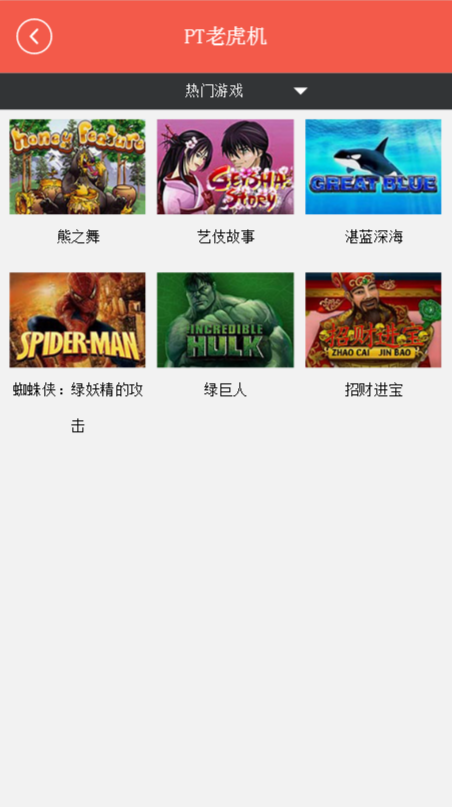 PT老虎机
热门游戏
honey feature
GEISHA
Story
GREAT BLUE
熊之舞
艺伎故事
湛蓝深海
SPIDER-MAN
INCREDIBLE
HULK
招财进宝
ZHAO CAI JIN BAO
蜘蛛侠：绿妖精的攻
击
绿巨人
招财进宝